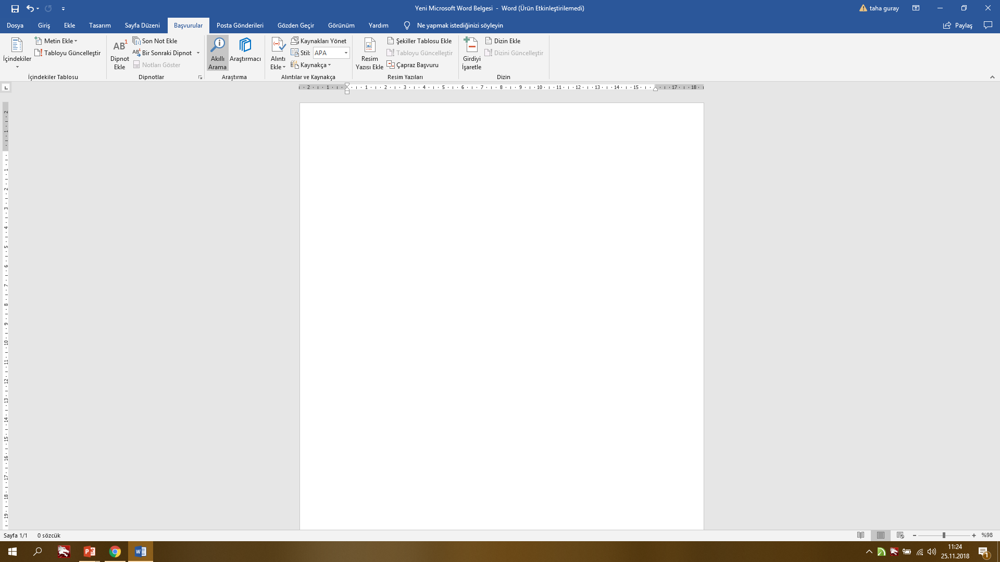 Yeni Microsoft Word Belgesi - Word (Ürün Etkinleştirilemedi)
taha guray
Dosya Giriş Ekle Tasarım Sayfa Düzeni Başvurular Posta Gönderileri Gözden Geçir Görünüm Yardım Ne yapmak istediğinizi söyleyin Paylaş
İçindekiler
Metin Ekle
Tabloyu Güncelleştir
İçindekiler Tablosu
AB1
Dipnot
Ekle
Son Not Ekle
AB1 Bir Sonraki Dipnot
Notları Göster
Dipnotlar
Akıllı
Arama
Araştırmacı
Araştırma
Alıntı
Ekle
Kaynakları Yönet
Stil: APA
Kaynakça
Alıntılar ve Kaynakça
Resim
Yazısı Ekle
Şekiller Tablosu Ekle
Tabloyu Güncelleştir
Çapraz Başvuru
Resim Yazıları
Girdiyi
İşaretle
Dizin Ekle
Dizini Güncelleştir
Dizin
2 1 1 2 3 4 5 6 7 8 9 10 11 12 13 14 15 17 18
2
1
1
2
3
4
5
6
7
8
9
10
11
12
13
14
15
16
17
18
19
Sayfa 1/1 0 sözcük
%98
11:24
25.11.2018
1